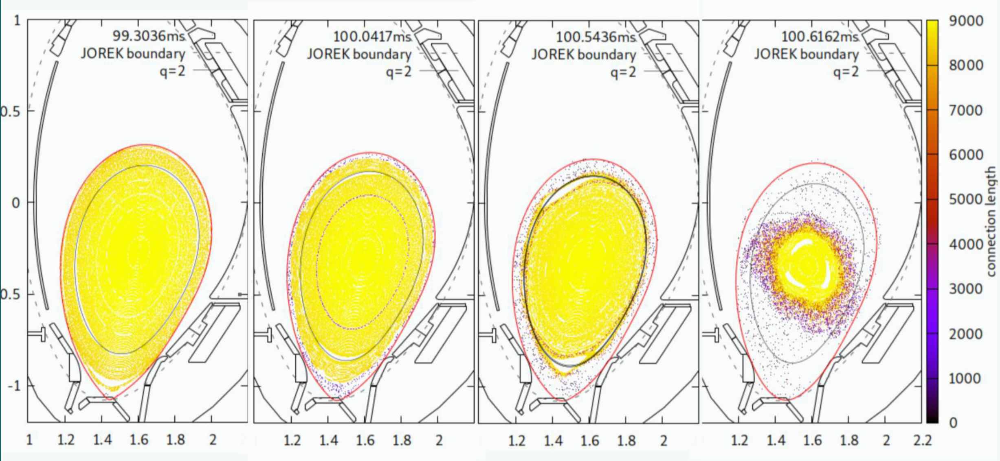 99.3036ms
JOREK boundary
q=2
100.0417ms
JOREK boundary
q=2
100.5436ms
JOREK boundary
q=2
100.6162ms
JOREK boundary
q=2
1
0.5
0
0.5
-1
1 1.2 1.4 1.6 1.8 2
1.2 1.4 1.6 1.8 2
1.2 1.4 1.6 1.8 2
1.2 1.4 1.6 1.8 2 2.2
9000
8000
7000
6000
5000
4000
3000
2000
1000
0
connection length